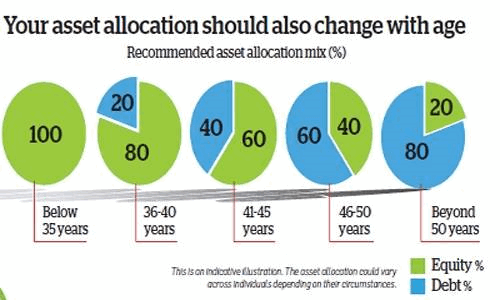 Your asset allocation should also change with age
Recommended asset allocation mix (%)
100
20
80
40
60
60
40
20
80
Below
35 years
36-40
years
41-45
years
46-50
years
Beyond
50 years
This is an indicative illustration. The asset allocation could vary
across individuals depending on their circumstances.
Equity %
Debt %